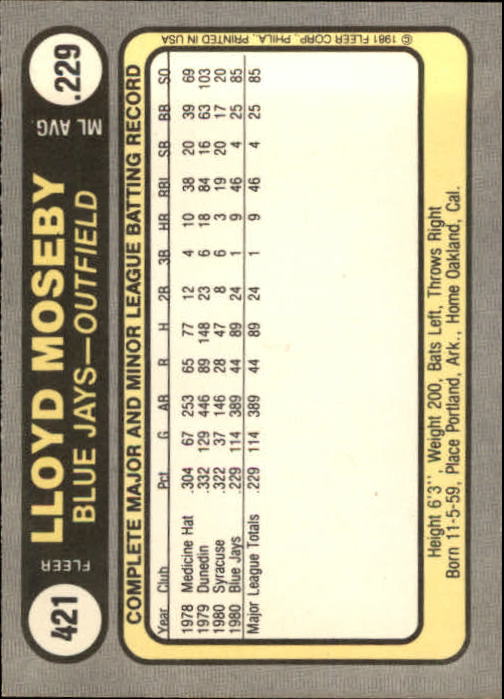 421
FLEER
LLOYD MOSEBY
BLUE JAYS—OUTFIELD
ML AVG.
.229
COMPLETE MAJOR AND MINOR LEAGUE BATTING RECORD
Year Club Pct G AB R H 2B 3B HR RBI SB BB SO
1978 Medicine Hat .304 67 253 65 77 12 4 10 38 20 39 69
1979 Dunedin .332 129 446 89 148 23 6 18 84 16 63 103
1980 Syracuse .322 37 146 28 47 8 6 3 19 20 17 20
1980 Blue Jays .229 114 389 44 89 24 1 9 46 4 25 85
Major League Totals .229 114 389 44 89 24 1 9 46 4 25 85
Height 6'3'', Weight 200, Bats Left, Throws Right
Born 11-5-59, Place Portland, Ark., Home Oakland, Cal.
© 1981 FLEER CORP., PHILA., PRINTED IN USA